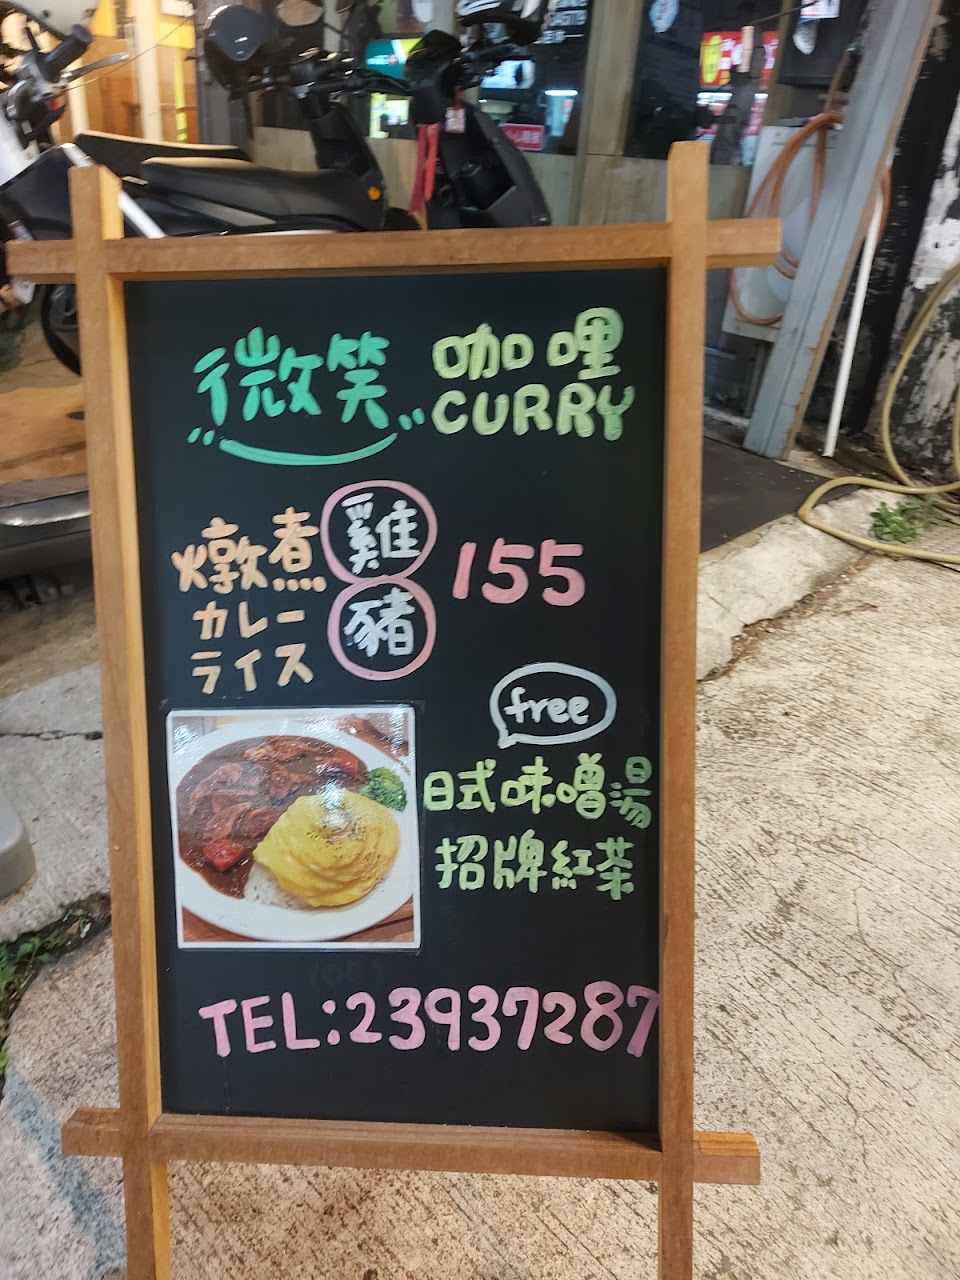 微笑 咖哩
CURRY
燉煮 雞
カレー
ライス 豬
155
free
日式味噌湯
招牌紅茶
TEL:23937287